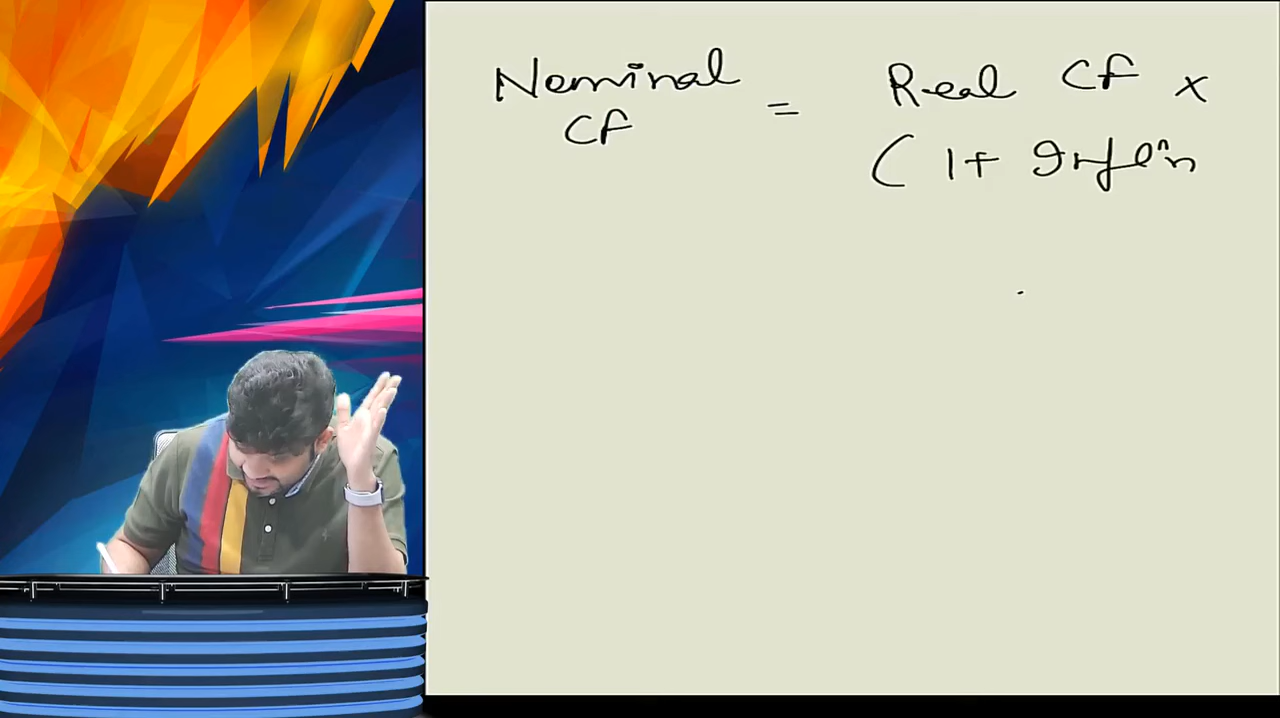 Nominal
CF
=
Real CF x
( 1+ Infl^n